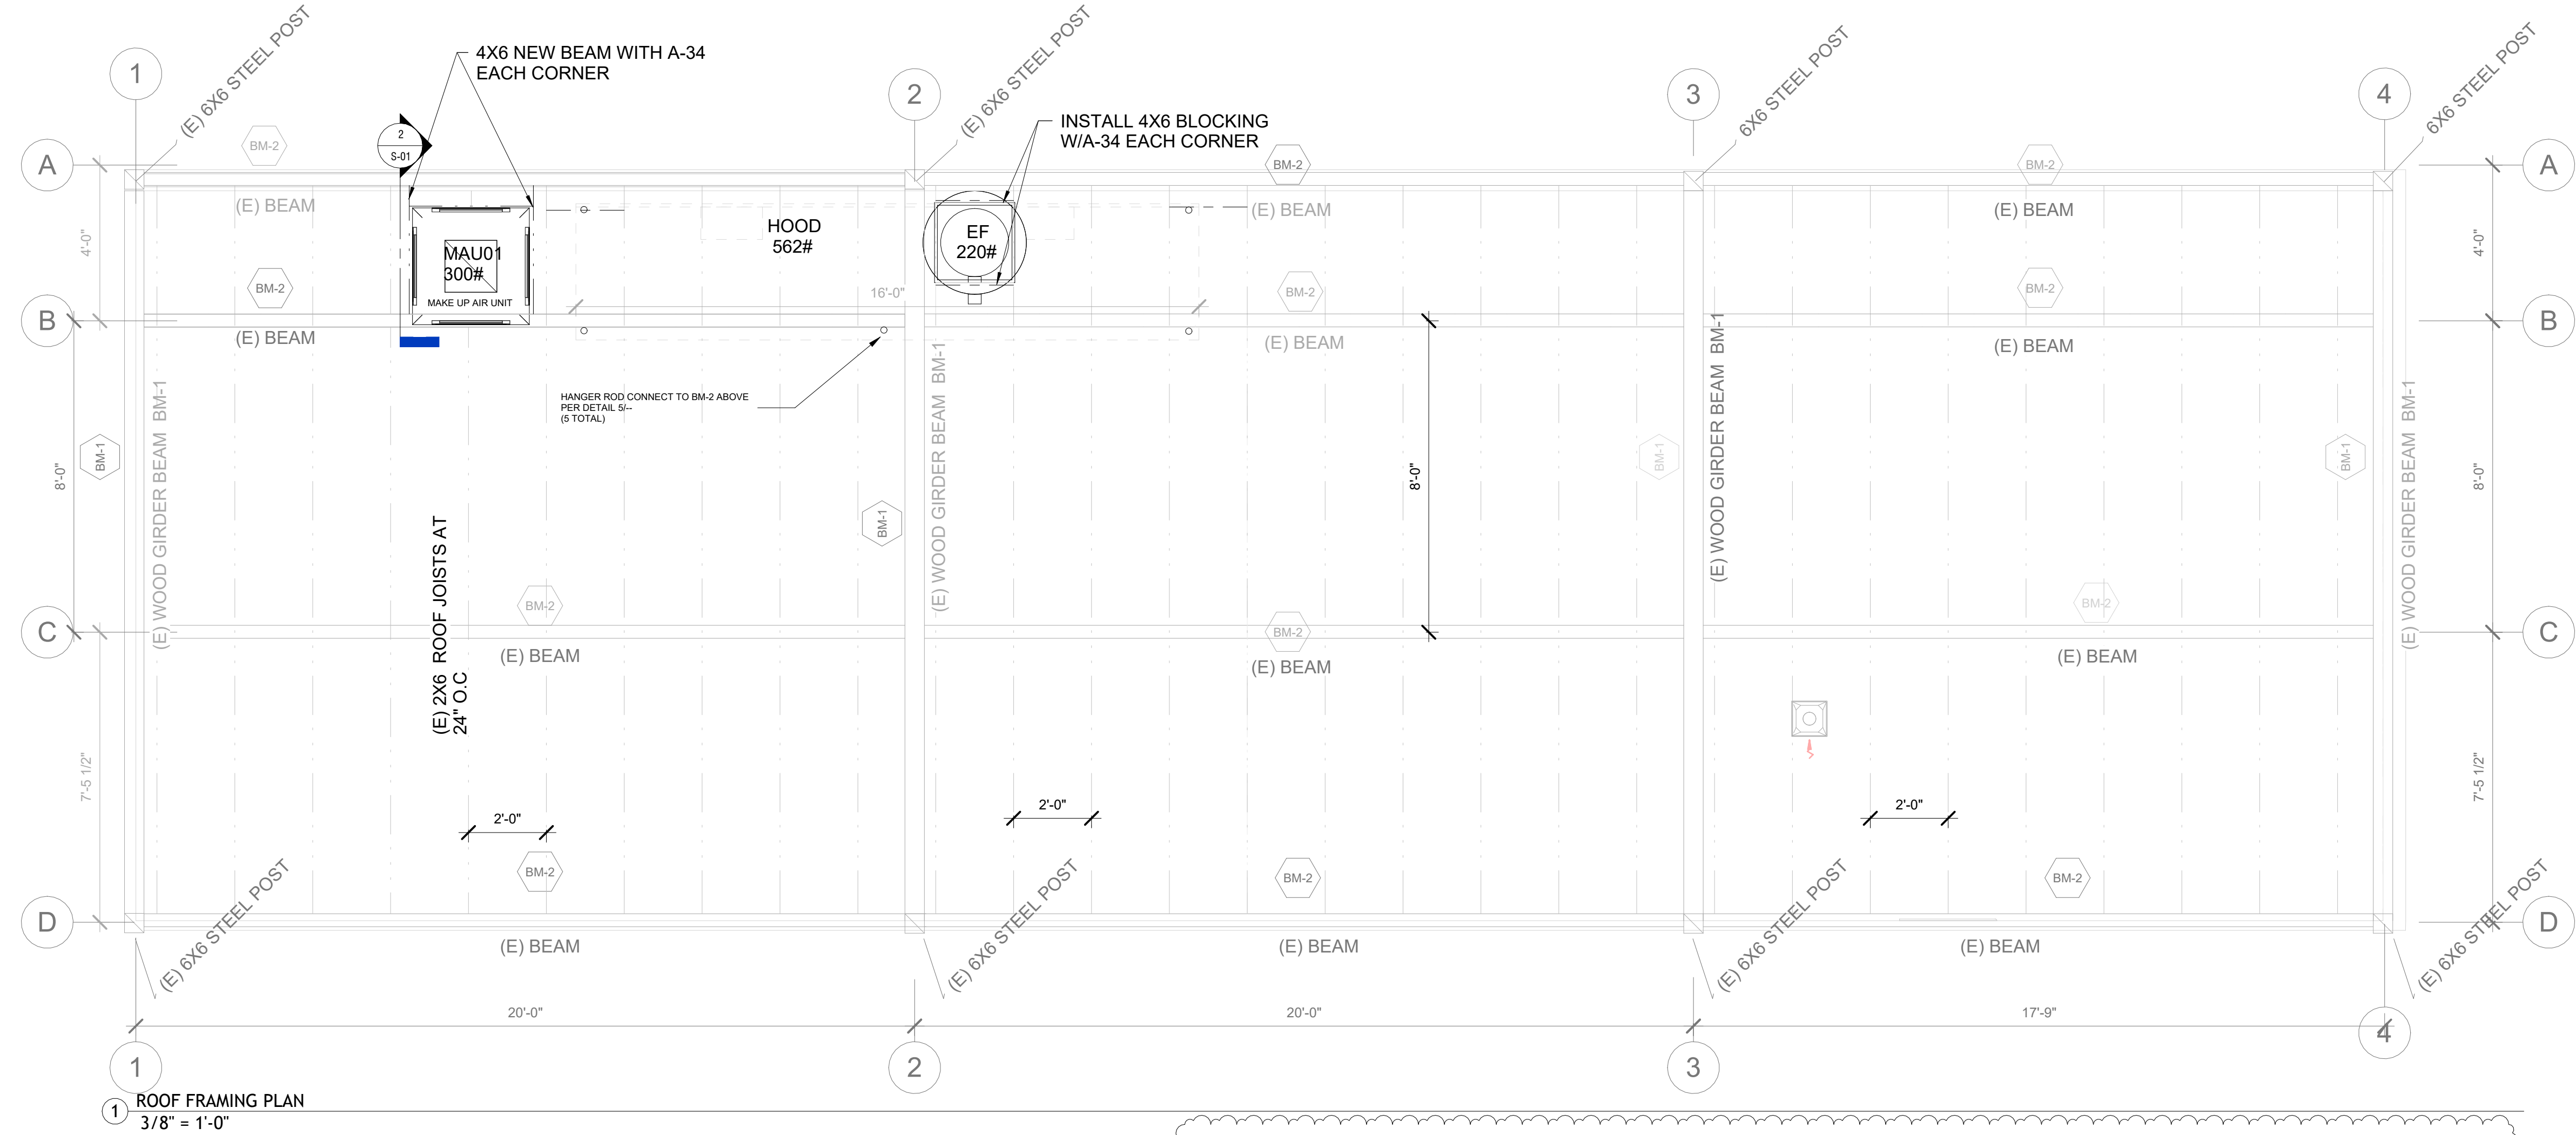 1
2
3
4
(E) 6X6 STEEL POST
(E) 6X6 STEEL POST
6X6 STEEL POST
6X6 STEEL POST
4X6 NEW BEAM WITH A-34
EACH CORNER
INSTALL 4X6 BLOCKING
W/A-34 EACH CORNER
2
S-01
A
BM-2
BM-2
BM-2
A
(E) BEAM
(E) BEAM
(E) BEAM
4'-0"
HOOD
562#
EF
220#
4'-0"
MAU01
300#
MAKE UP AIR UNIT
BM-2
16'-0"
BM-2
BM-2
B
B
(E) BEAM
(E) BEAM
(E) BEAM
HANGER ROD CONNECT TO BM-2 ABOVE
PER DETAIL 5/--
(5 TOTAL)
8'-0"
BM-1
(E) WOOD GIRDER BEAM  BM-1
BM-1
(E) WOOD GIRDER BEAM  BM-1
8'-0"
BM-1
(E) WOOD GIRDER BEAM  BM-1
BM-1
(E) WOOD GIRDER BEAM  BM-1
8'-0"
(E) 2X6  ROOF JOISTS AT
24" O.C
C
BM-2
BM-2
BM-2
C
(E) BEAM
(E) BEAM
(E) BEAM
7'-5 1/2"
7'-5 1/2"
2'-0"
2'-0"
2'-0"
BM-2
BM-2
BM-2
D
D
(E) 6X6 STEEL POST
(E) 6X6 STEEL POST
(E) 6X6 STEEL POST
(E) 6X6 STEEL POST
(E) BEAM
(E) BEAM
(E) BEAM
20'-0"
20'-0"
17'-9"
1
2
3
4
1
ROOF FRAMING PLAN
3/8" = 1'-0"